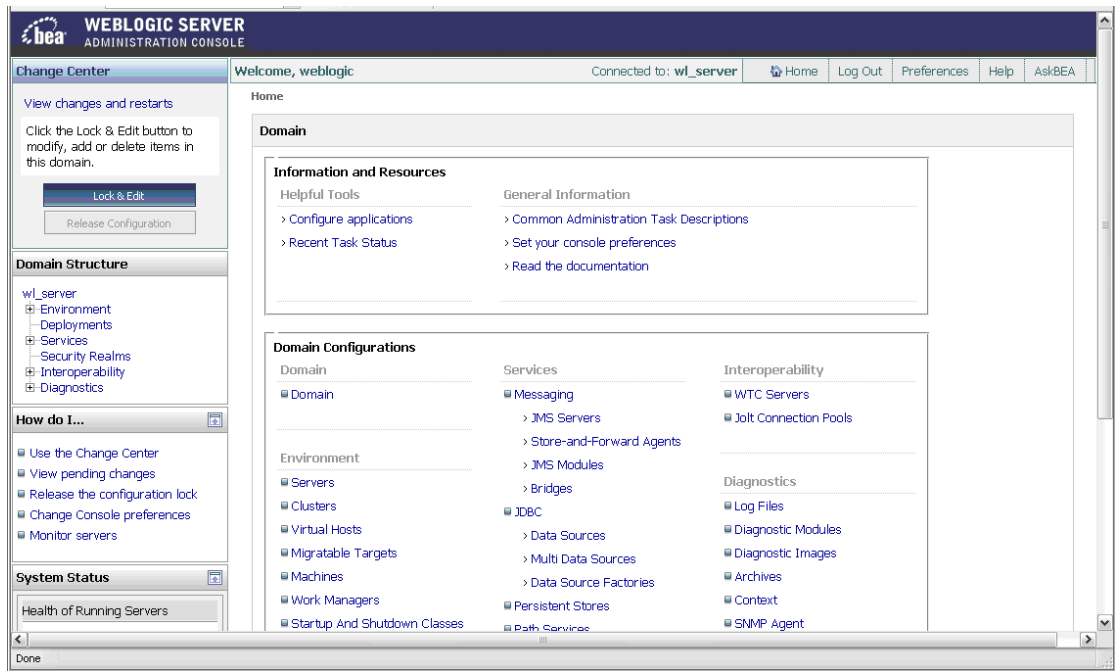 bea
WEBLOGIC SERVER
ADMINISTRATION CONSOLE
Change Center
View changes and restarts
Click the Lock & Edit button to
modify, add or delete items in
this domain.
Lock & Edit
Release Configuration
Domain Structure
wl_server
Environment
Deployments
Services
Security Realms
Interoperability
Diagnostics
How do I...
Use the Change Center
View pending changes
Release the configuration lock
Change Console preferences
Monitor servers
System Status
Health of Running Servers
Welcome, weblogic
Connected to: wl_server
Home
Log Out
Preferences
Help
AskBEA
Home
Domain
Information and Resources
Helpful Tools
> Configure applications
> Recent Task Status
General Information
> Common Administration Task Descriptions
> Set your console preferences
> Read the documentation
Domain Configurations
Domain
Domain
Environment
Servers
Clusters
Virtual Hosts
Migratable Targets
Machines
Work Managers
Startup And Shutdown Classes
Services
Messaging
> JMS Servers
> Store-and-Forward Agents
> JMS Modules
> Bridges
JDBC
> Data Sources
> Multi Data Sources
> Data Source Factories
Persistent Stores
Path Services
Interoperability
WTC Servers
Jolt Connection Pools
Diagnostics
Log Files
Diagnostic Modules
Diagnostic Images
Archives
Context
SNMP Agent
Done